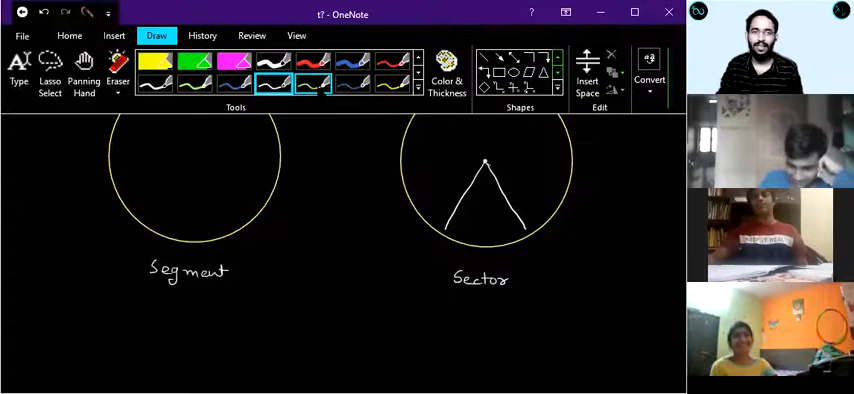 t? - OneNote
File Home Insert Draw History Review View
Type Lasso Select Panning Hand Eraser Color & Thickness Insert Space Convert
Tools Shapes Edit
Segment
Sector